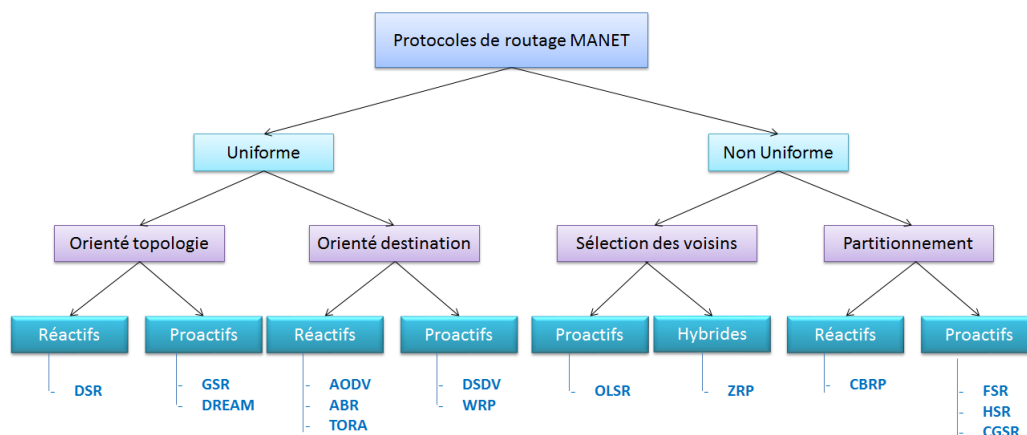 Protocoles de routage MANET
Uniforme
Non Uniforme
Orienté topologie
Orienté destination
Sélection des voisins
Partitionnement
Réactifs
Proactifs
Réactifs
Proactifs
Proactifs
Hybrides
Réactifs
Proactifs
- DSR
- GSR
- DREAM
- AODV
- ABR
- TORA
- DSDV
- WRP
- OLSR
- ZRP
- CBRP
- FSR
- HSR
- CGSR